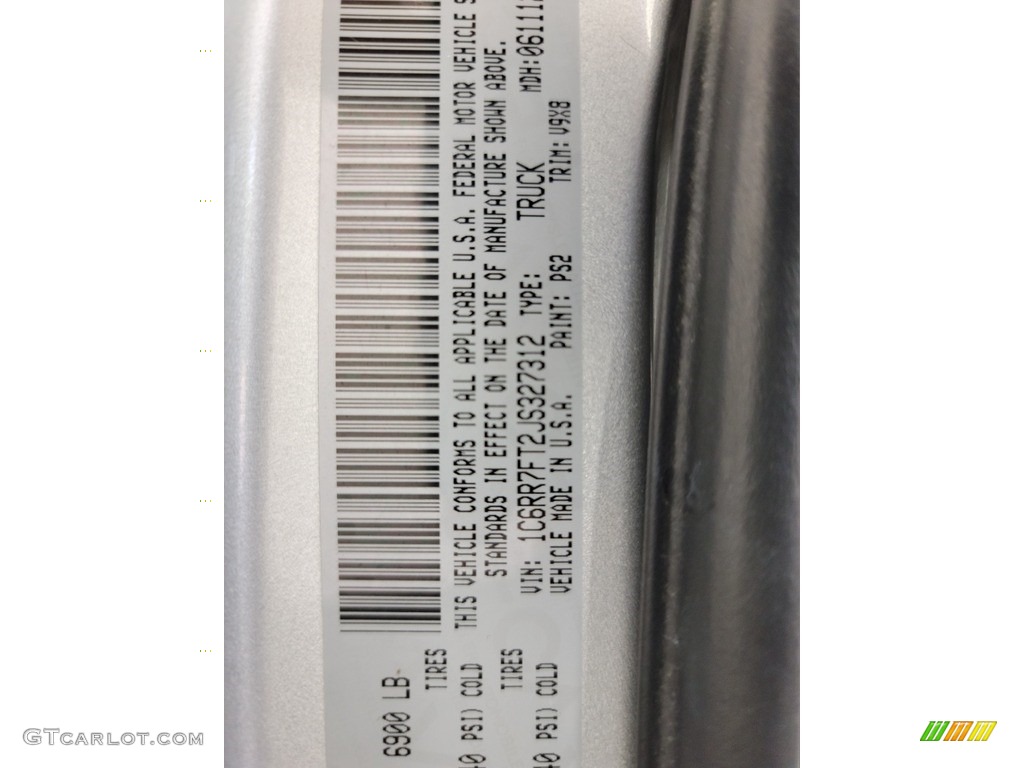 6900 LB
TIRES
PSI) COLD
TIRES
PSI) COLD
THIS VEHICLE CONFORMS TO ALL APPLICABLE U.S.A. FEDERAL MOTOR VEHICLE
STANDARDS IN EFFECT ON THE DATE OF MANUFACTURE SHOWN ABOVE.
VIN: 1C6RR7FT2JS327312 TYPE: TRUCK MDH:
VEHICLE MADE IN U.S.A. PAINT: PS2 TRIM: V9X8
GTcarlot.com